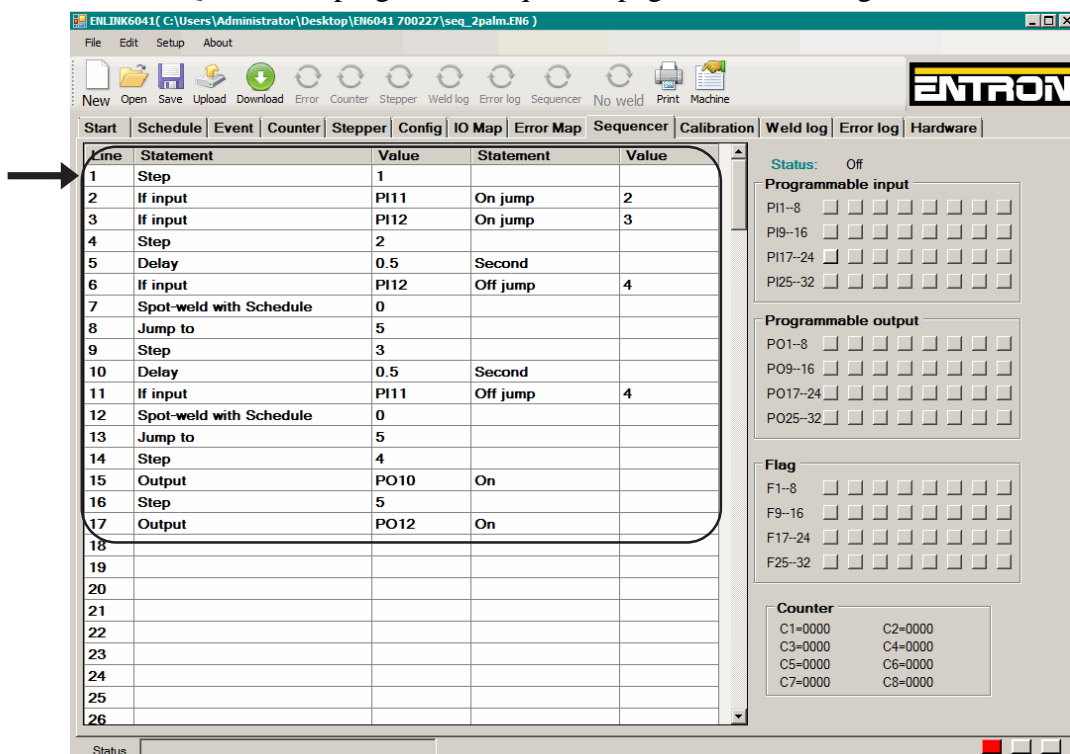 ENLINK6041( C:\Users\Administrator\Desktop\EN6041 700227\seq_2palm.EN6 )
File Edit Setup About
New Open Save Upload Download Error Counter Stepper Weld log Error log Sequencer No weld Print Machine
ENTRON
Start Schedule Event Counter Stepper Config IO Map Error Map Sequencer Calibration Weld log Error log Hardware
Line Statement Value Statement Value
1 Step 1
2 If input PI11 On jump 2
3 If input PI12 On jump 3
4 Step 2
5 Delay 0.5 Second
6 If input PI12 Off jump 4
7 Spot-weld with Schedule 0
8 Jump to 5
9 Step 3
10 Delay 0.5 Second
11 If input PI11 Off jump 4
12 Spot-weld with Schedule 0
13 Jump to 5
14 Step 4
15 Output PO10 On
16 Step 5
17 Output PO12 On
18
19
20
21
22
23
24
25
26
Status: Off
Programmable input
PI1--8
PI9--16
PI17--24
PI25--32
Programmable output
PO1--8
PO9--16
PO17--24
PO25--32
Flag
F1--8
F9--16
F17--24
F25--32
Counter
C1=0000 C2=0000
C3=0000 C4=0000
C5=0000 C6=0000
C7=0000 C8=0000
Status